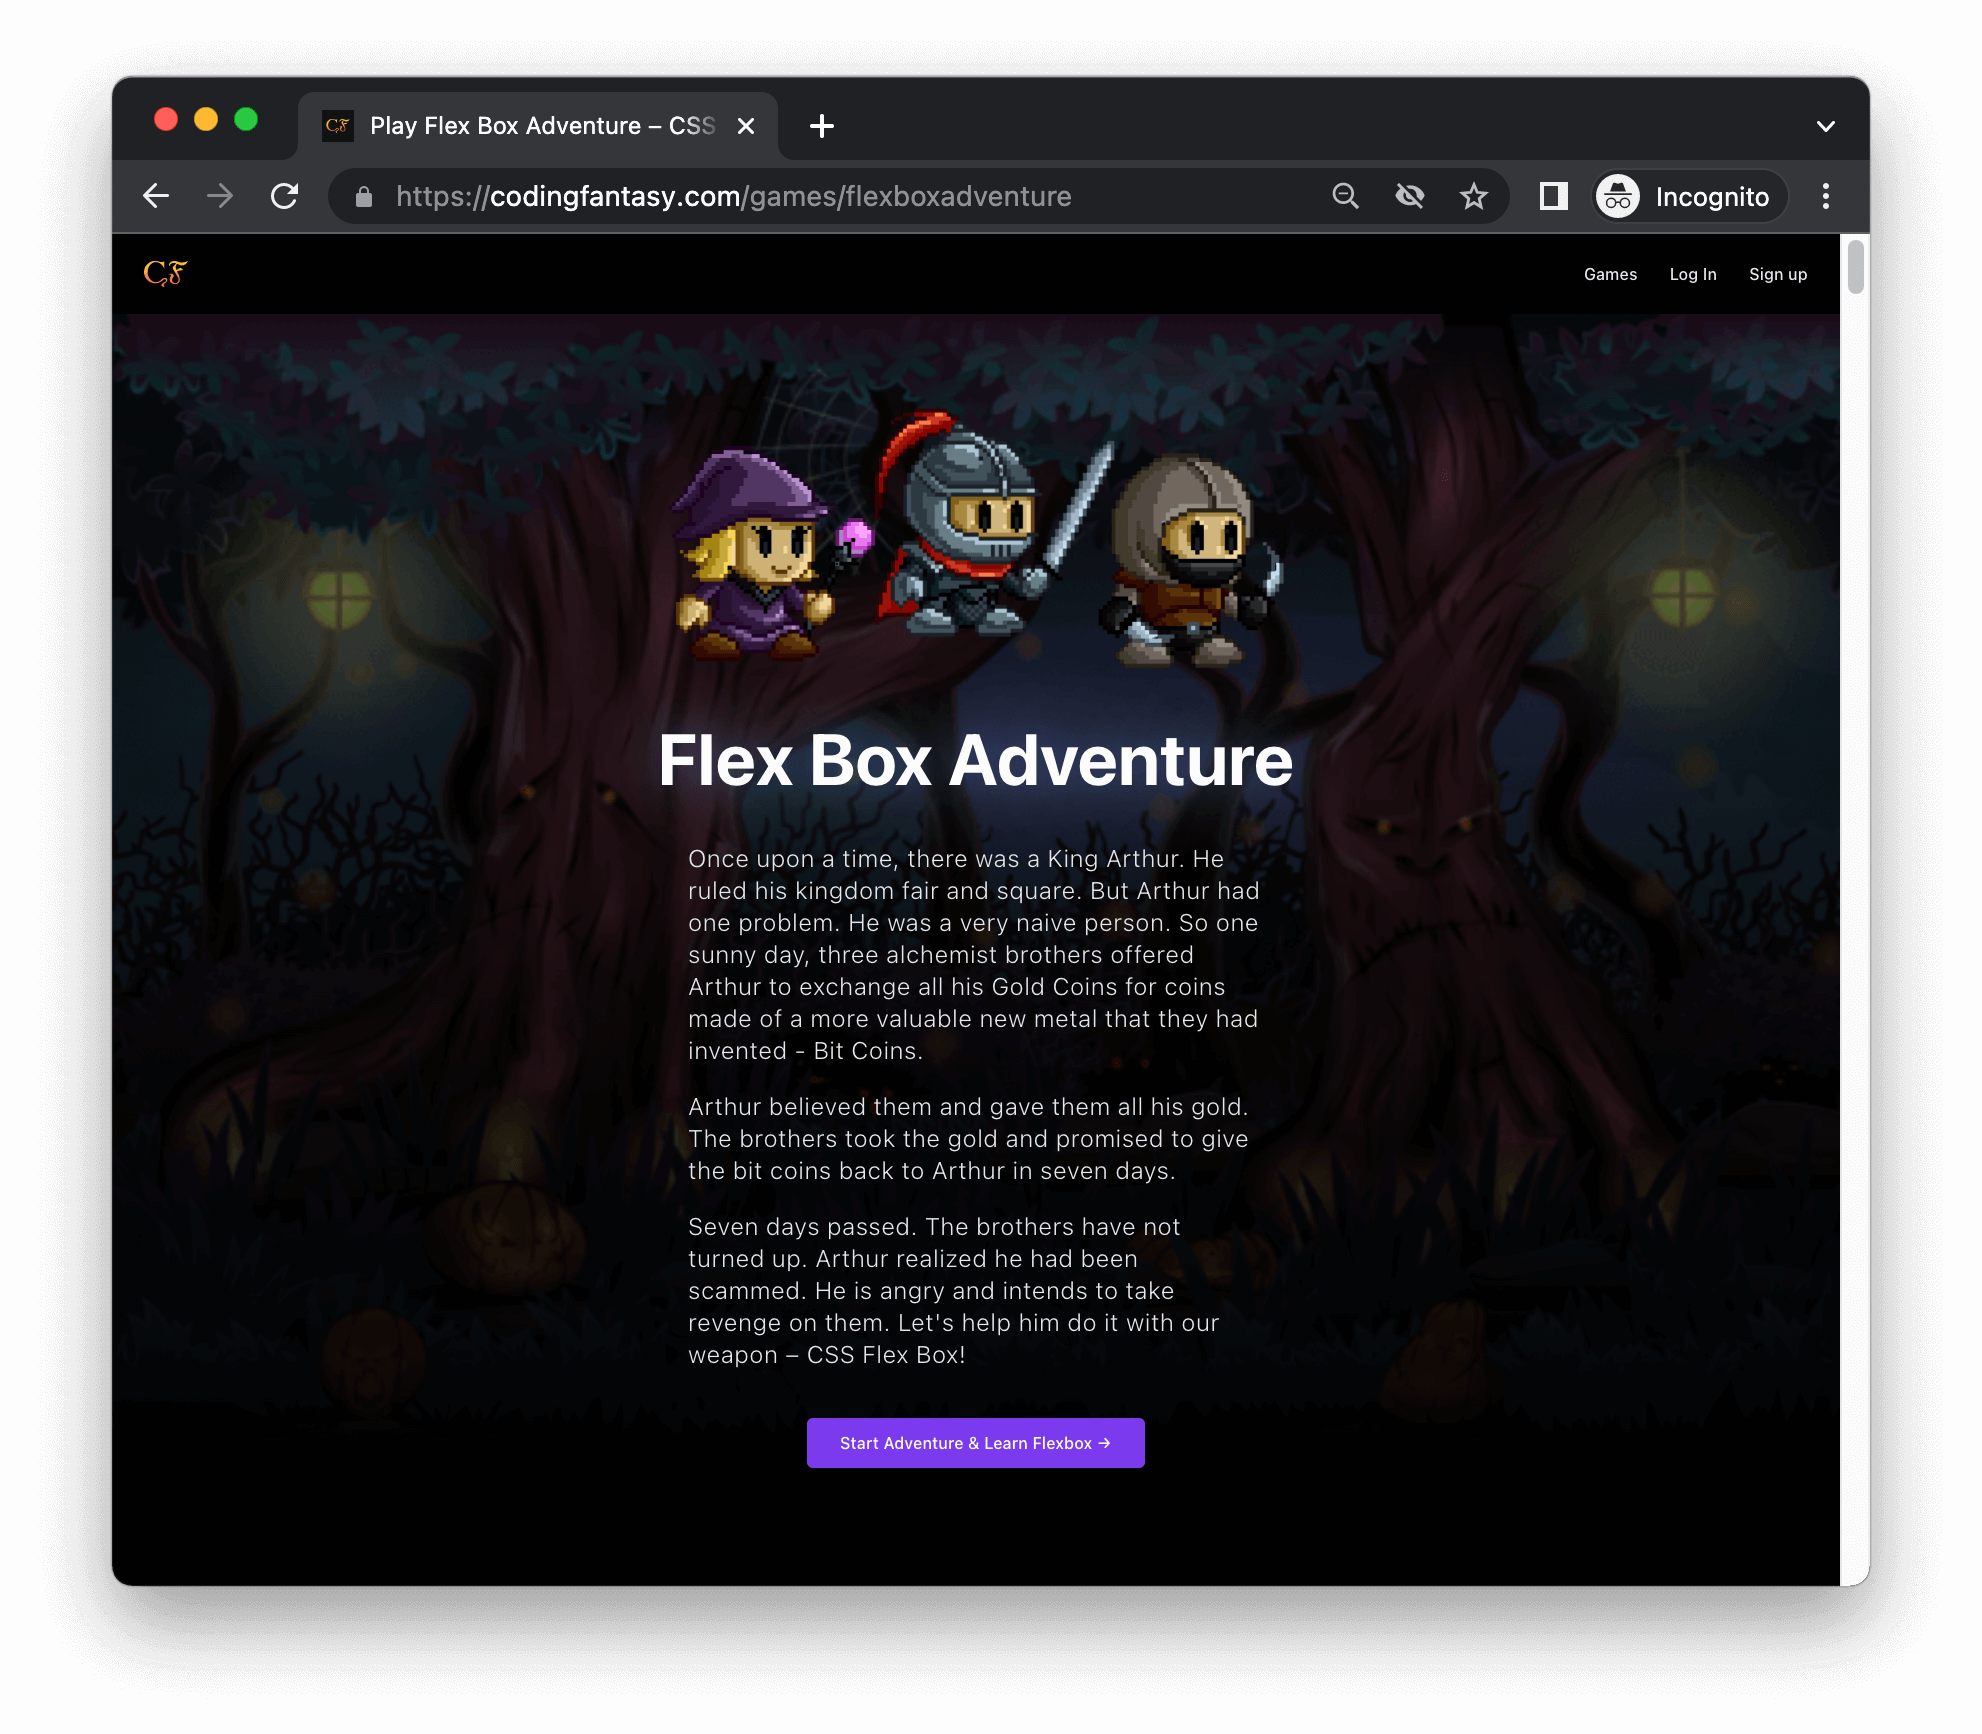 CF Play Flex Box Adventure – CSS
https://codingfantasy.com/games/flexboxadventure
Incognito
CF
Games Log In Sign up
Flex Box Adventure
Once upon a time, there was a King Arthur. He
ruled his kingdom fair and square. But Arthur had
one problem. He was a very naive person. So one
sunny day, three alchemist brothers offered
Arthur to exchange all his Gold Coins for coins
made of a more valuable new metal that they had
invented - Bit Coins.
Arthur believed them and gave them all his gold.
The brothers took the gold and promised to give
the bit coins back to Arthur in seven days.
Seven days passed. The brothers have not
turned up. Arthur realized he had been
scammed. He is angry and intends to take
revenge on them. Let's help him do it with our
weapon – CSS Flex Box!
Start Adventure & Learn Flexbox →